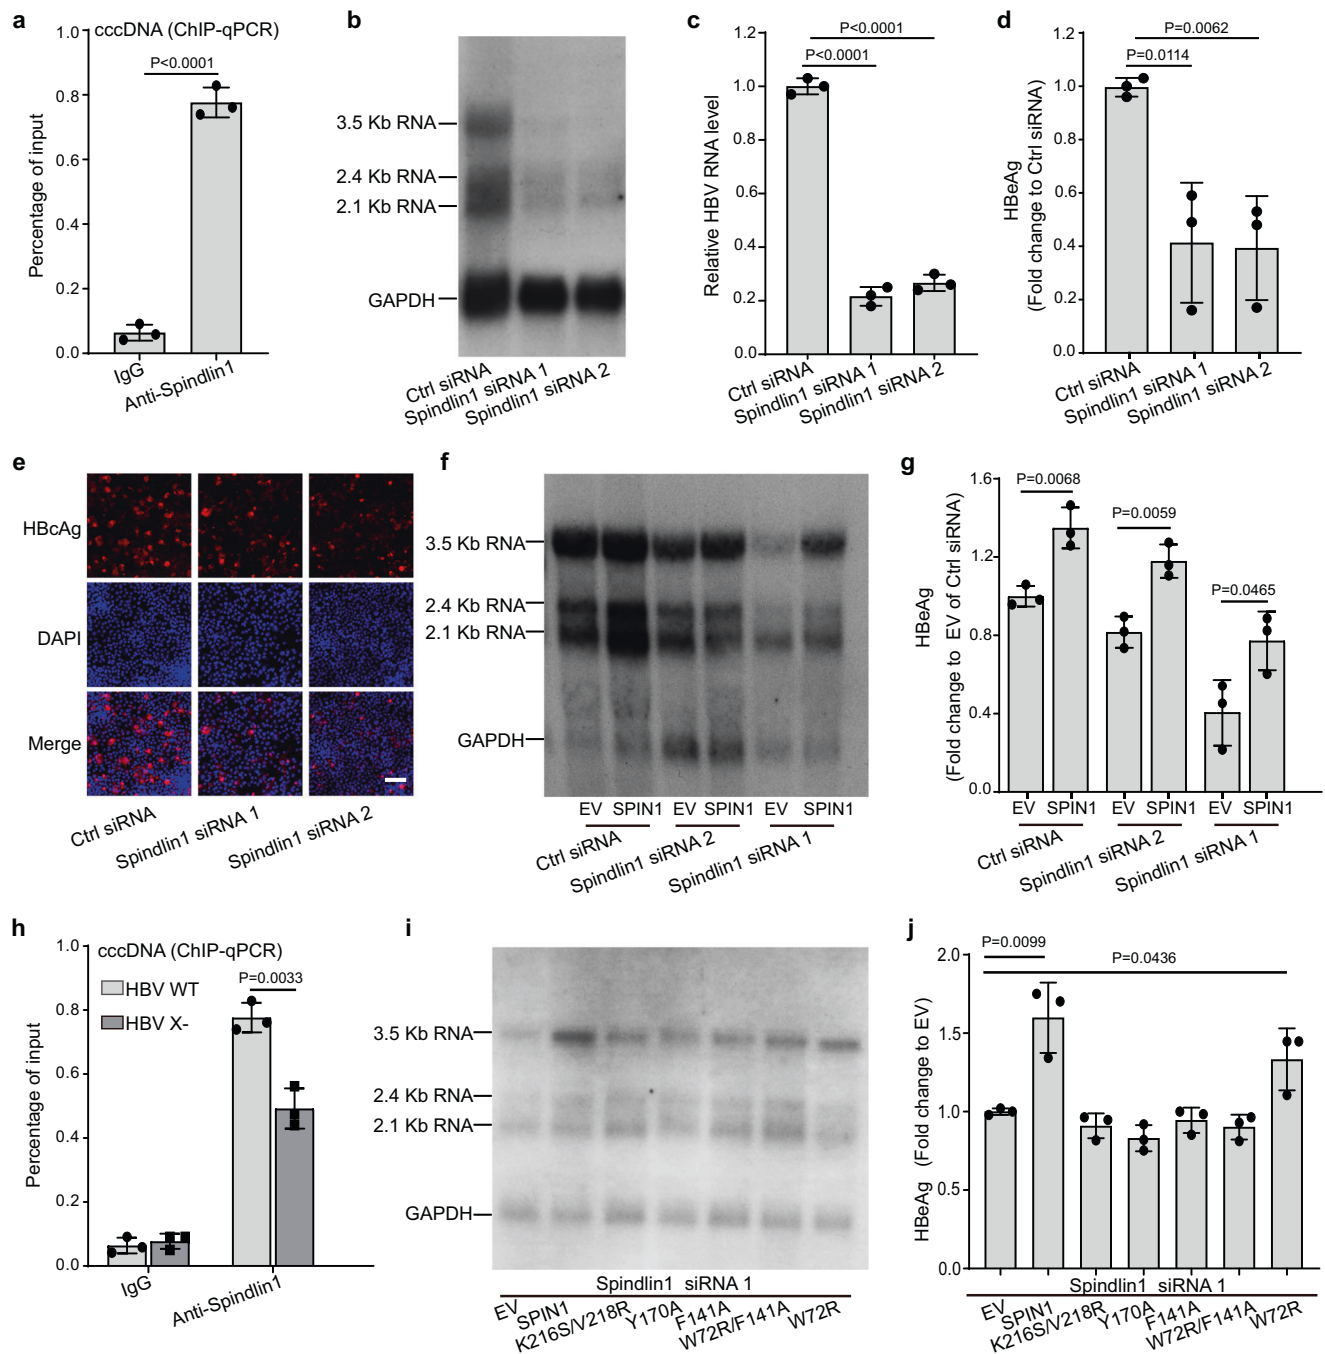 a
cccDNA (ChIP-qPCR)
P<0.0001
Percentage of input
1.0
0.8
0.6
0.4
0.2
0.0
IgG
Anti-Spindlin1
b
3.5 Kb RNA
2.4 Kb RNA
2.1 Kb RNA
GAPDH
Ctrl siRNA
Spindlin1 siRNA 1
Spindlin1 siRNA 2
c
P<0.0001
P<0.0001
Relative HBV RNA level
1.2
1.0
0.8
0.6
0.4
0.2
0.0
Ctrl siRNA
Spindlin1 siRNA 1
Spindlin1 siRNA 2
d
P=0.0062
P=0.0114
HBeAg
(Fold change to Ctrl siRNA)
1.2
1.0
0.8
0.6
0.4
0.2
0.0
Ctrl siRNA
Spindlin1 siRNA 1
Spindlin1 siRNA 2
e
HBcAg
DAPI
Merge
Ctrl siRNA
Spindlin1 siRNA 1
Spindlin1 siRNA 2
f
3.5 Kb RNA
2.4 Kb RNA
2.1 Kb RNA
GAPDH
EV SPIN1 EV SPIN1 EV SPIN1
Ctrl siRNA
Spindlin1 siRNA 2
Spindlin1 siRNA 1
g
P=0.0068
P=0.0059
P=0.0465
HBeAg
(Fold change to EV of Ctrl siRNA)
1.6
1.2
0.8
0.4
0.0
EV SPIN1 EV SPIN1 EV SPIN1
Ctrl siRNA
Spindlin1 siRNA 2
Spindlin1 siRNA 1
h
cccDNA (ChIP-qPCR)
HBV WT
HBV X-
P=0.0033
Percentage of input
1.0
0.8
0.6
0.4
0.2
0.0
IgG
Anti-Spindlin1
i
3.5 Kb RNA
2.4 Kb RNA
2.1 Kb RNA
GAPDH
Spindlin1 siRNA 1
EV
SPIN1
K216S/V218R
Y170A
F141A
W72R/F141A
W72R
j
P=0.0099
P=0.0436
HBeAg (Fold change to EV)
2.0
1.5
1.0
0.5
0.0
Spindlin1 siRNA 1
EV
SPIN1
K216S/V218R
Y170A
F141A
W72R/F141A
W72R